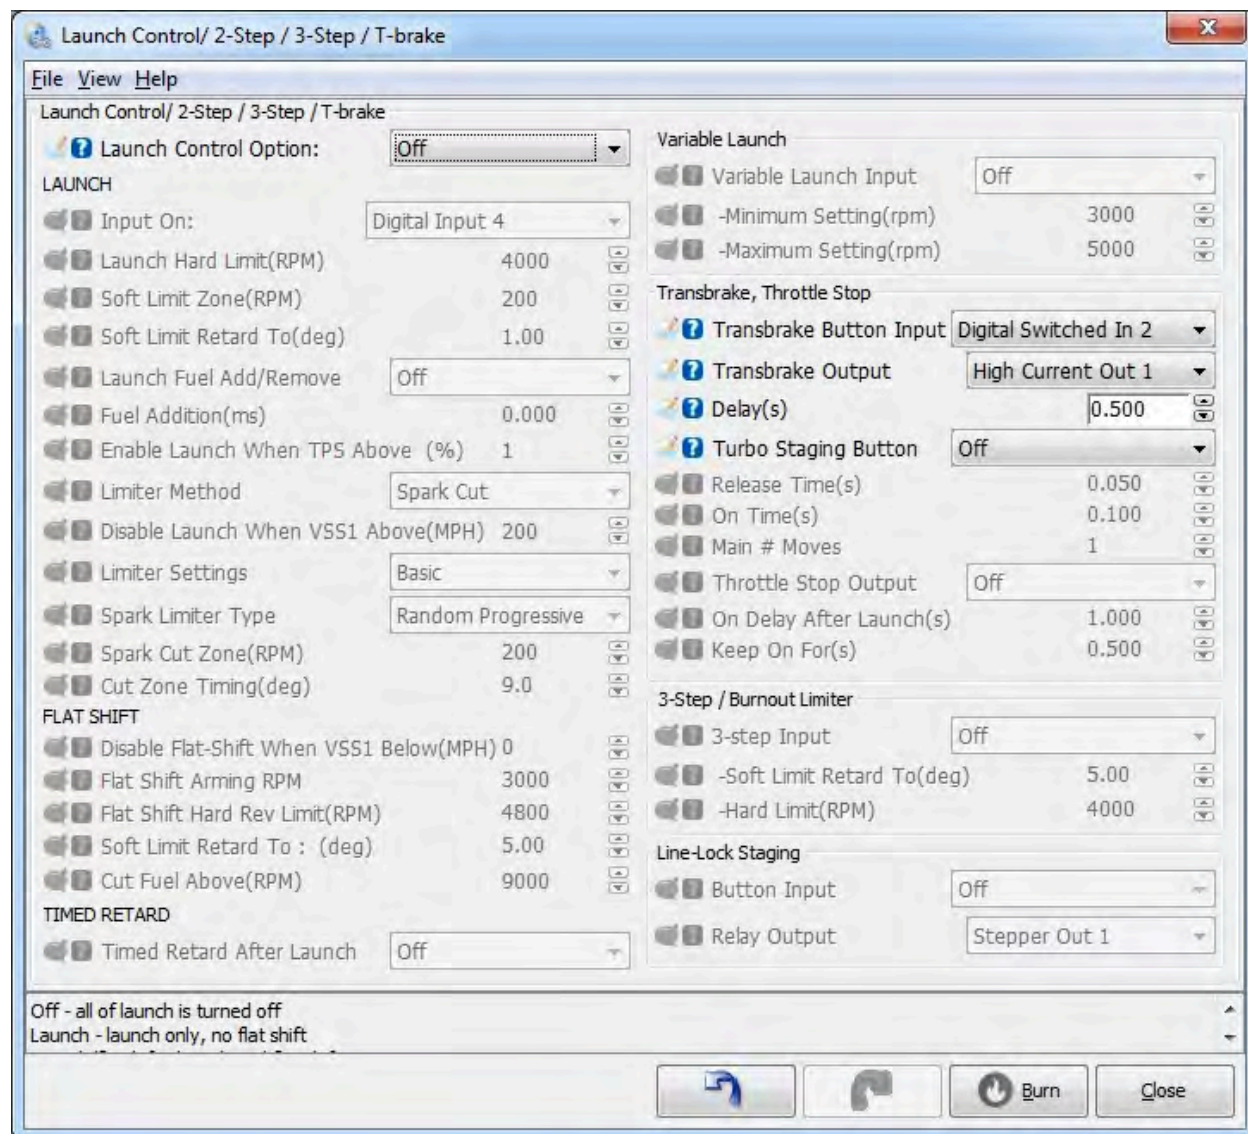 Launch Control/ 2-Step / 3-Step / T-brake
File View Help
Launch Control/ 2-Step / 3-Step / T-brake
Launch Control Option: Off
LAUNCH
Input On: Digital Input 4
Launch Hard Limit(RPM) 4000
Soft Limit Zone(RPM) 200
Soft Limit Retard To(deg) 1.00
Launch Fuel Add/Remove Off
Fuel Addition(ms) 0.000
Enable Launch When TPS Above (%) 1
Limiter Method Spark Cut
Disable Launch When VSS1 Above(MPH) 200
Limiter Settings Basic
Spark Limiter Type Random Progressive
Spark Cut Zone(RPM) 200
Cut Zone Timing(deg) 9.0
FLAT SHIFT
Disable Flat-Shift When VSS1 Below(MPH) 0
Flat Shift Arming RPM 3000
Flat Shift Hard Rev Limit(RPM) 4800
Soft Limit Retard To : (deg) 5.00
Cut Fuel Above(RPM) 9000
TIMED RETARD
Timed Retard After Launch Off
Variable Launch
Variable Launch Input Off
-Minimum Setting(rpm) 3000
-Maximum Setting(rpm) 5000
Transbrake, Throttle Stop
Transbrake Button Input Digital Switched In 2
Transbrake Output High Current Out 1
Delay(s) 0.500
Turbo Staging Button Off
Release Time(s) 0.050
On Time(s) 0.100
Main # Moves 1
Throttle Stop Output Off
On Delay After Launch(s) 1.000
Keep On For(s) 0.500
3-Step / Burnout Limiter
3-step Input Off
-Soft Limit Retard To(deg) 5.00
-Hard Limit(RPM) 4000
Line-Lock Staging
Button Input Off
Relay Output Stepper Out 1
Off - all of launch is turned off
Launch - launch only, no flat shift
Burn Close